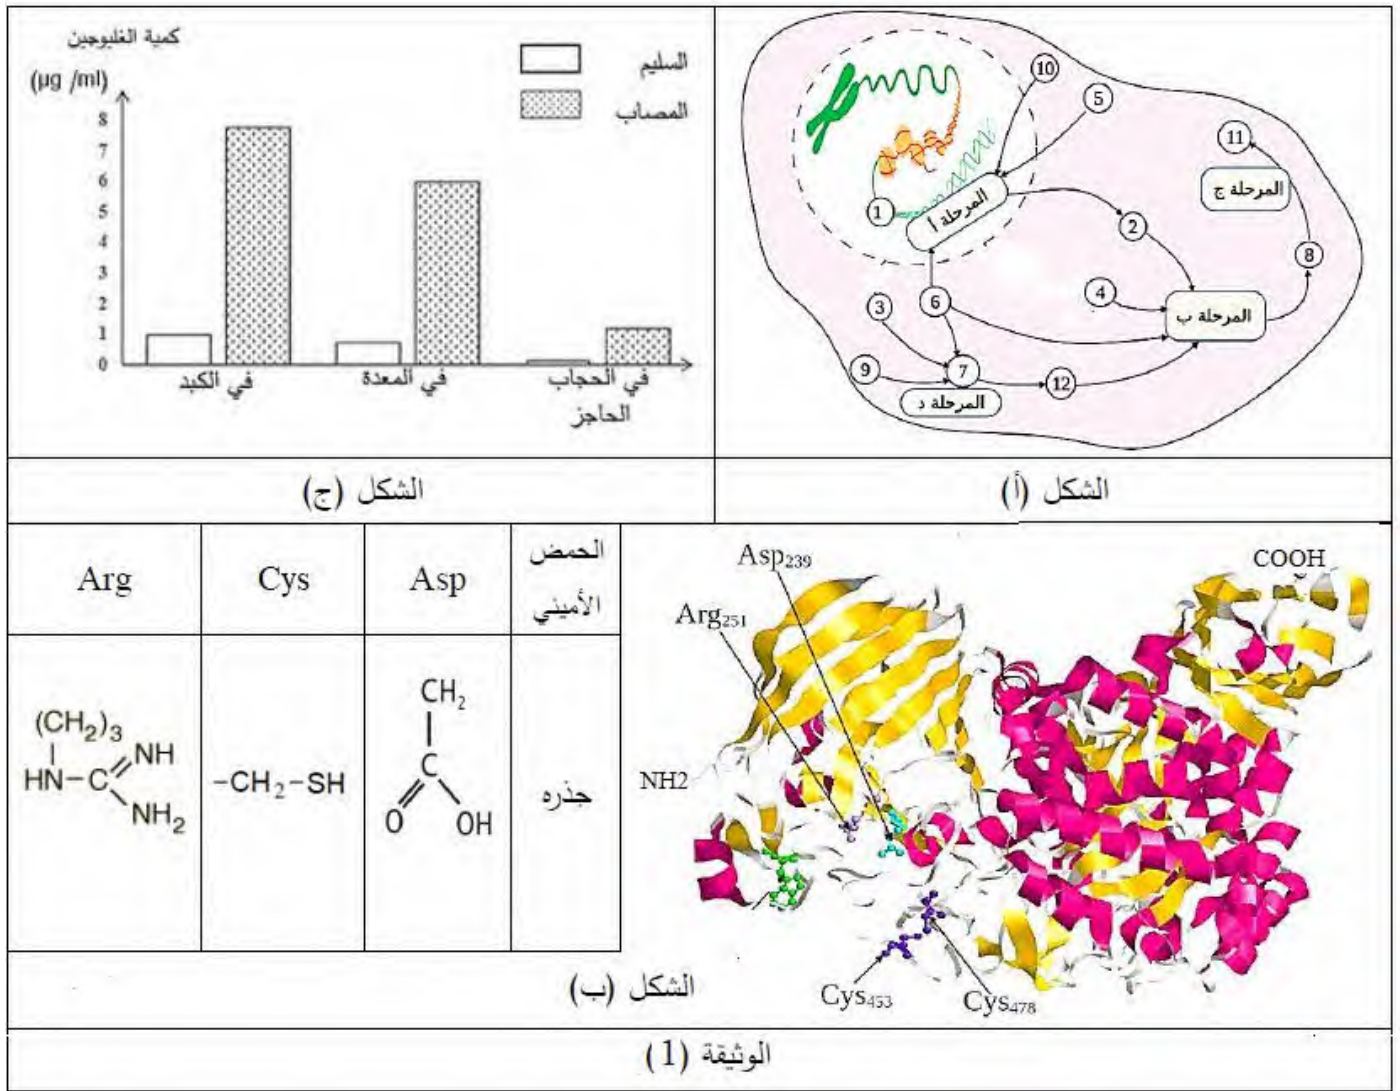 كمية الغليوجين
(µg /ml)
السليم
المصاب
8
7
6
5
4
3
2
1
0
في الكبد
في المعدة
في الحجاب
الحاجز
الشكل (ج)
10
5
11
المرحلة ج
1
المرحلة أ
2
8
3
6
4
المرحلة ب
9
7
12
المرحلة د
الشكل (أ)
الحمض
الأميني
Asp
Cys
Arg
جذره
CH2
C
O
OH
-CH2-SH
(CH2)3
HN-C
NH
NH2
Asp239
Arg251
COOH
NH2
Cys453
Cys478
الشكل (ب)
الوثيقة (1)